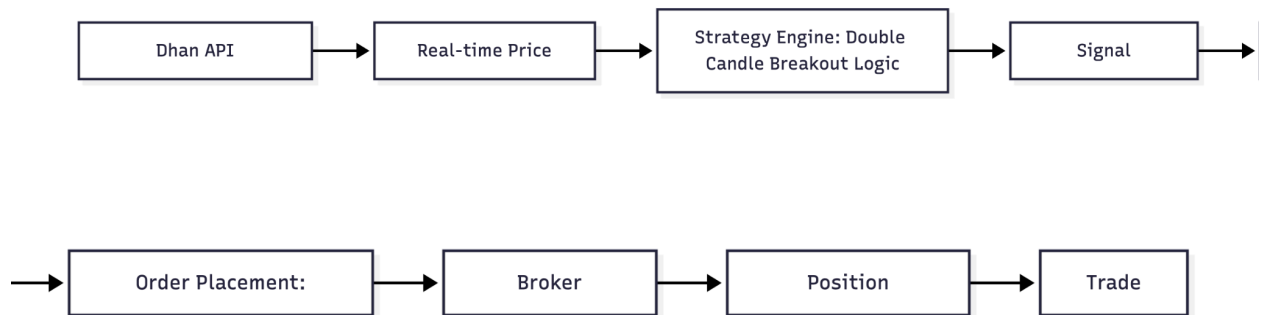 Dhan API
Real-time Price
Strategy Engine: Double
Candle Breakout Logic
Signal
Order Placement:
Broker
Position
Trade